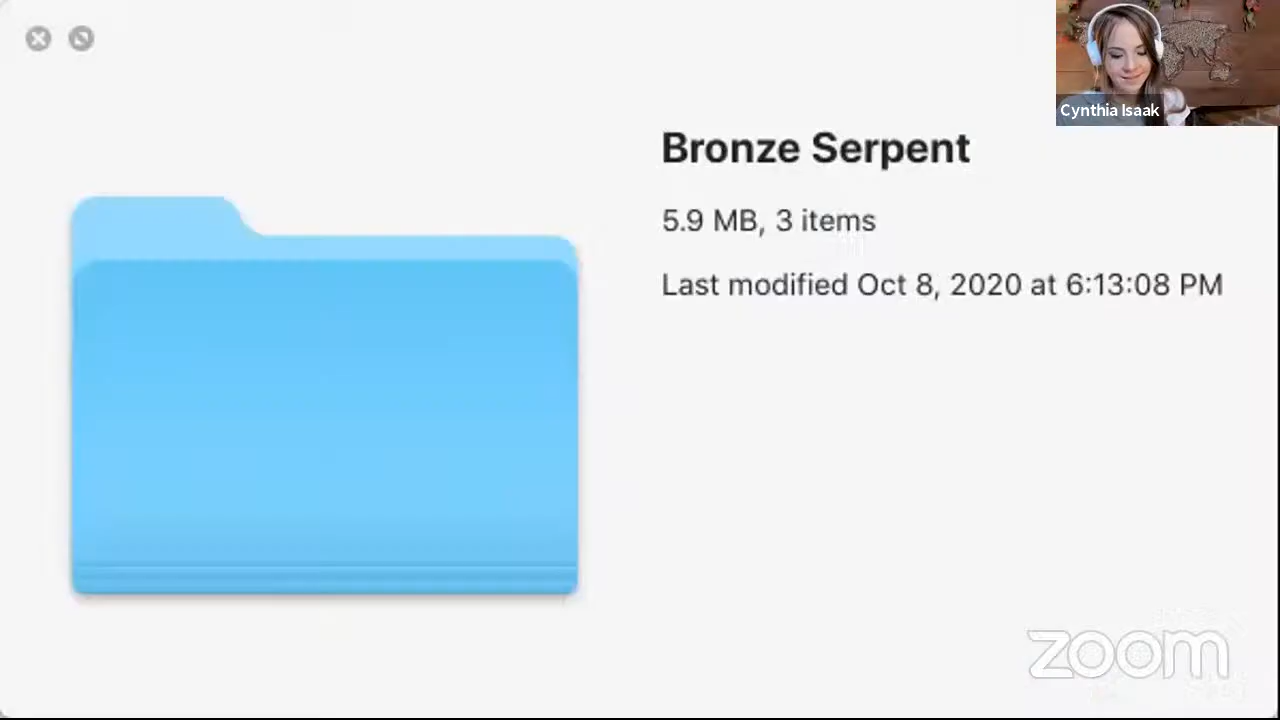 Cynthia Isaak
Bronze Serpent
5.9 MB, 3 items
Last modified Oct 8, 2020 at 6:13:08 PM
zoom